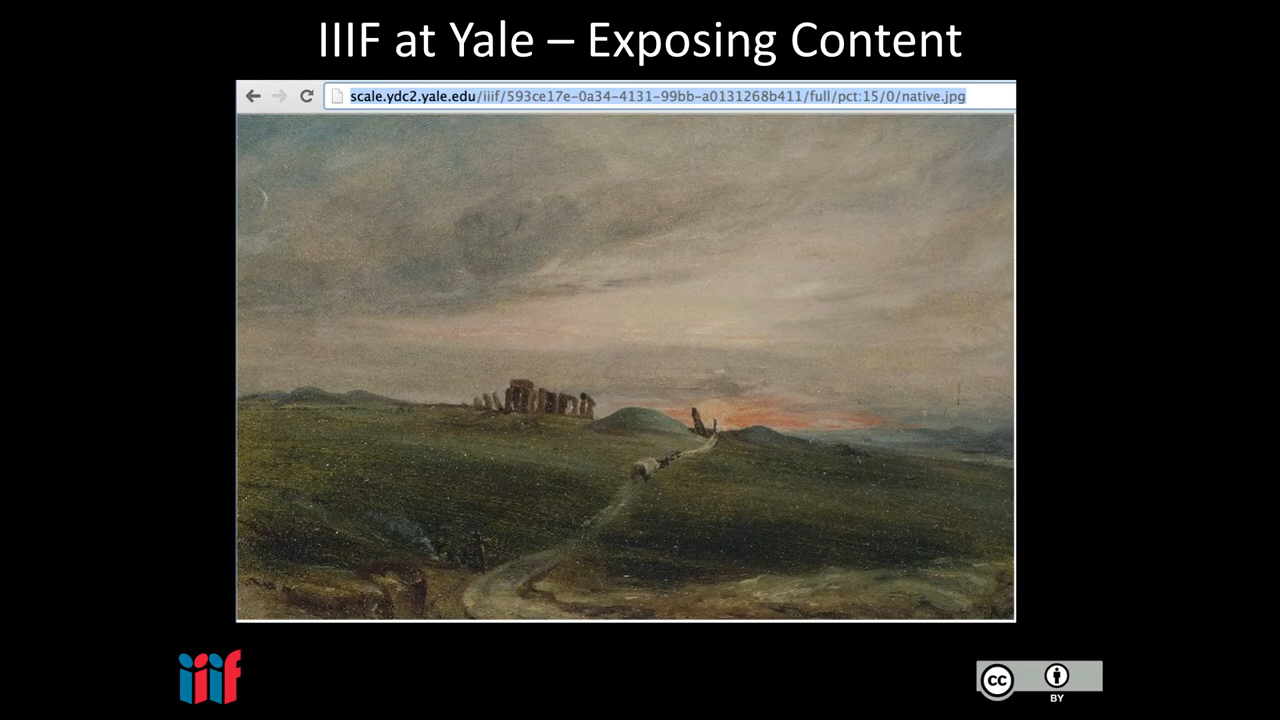 IIIF at Yale – Exposing Content
scale.ydc2.yale.edu/iiif/593ce17e-0a34-4131-99bb-a0131268b411/full/pct:15/0/native.jpg
iiif
cc
BY